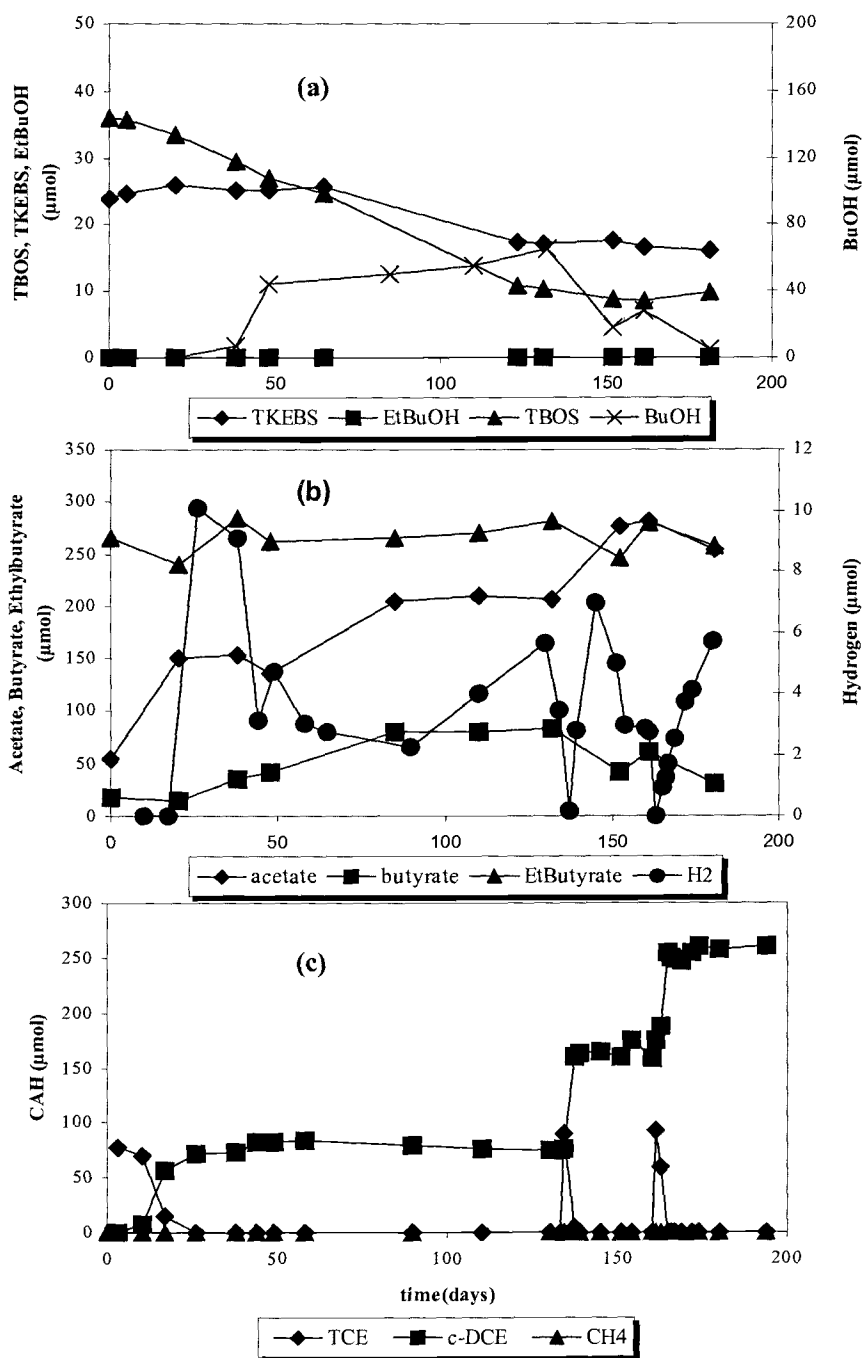 (a)
TBOS, TKEBS, EtBuOH
(µmol)
50
40
30
20
10
0
BuOH (µmol)
200
160
120
80
40
0
0 50 100 150 200
TKEBS EtBuOH TBOS BuOH
(b)
Acetate, Butyrate, Ethylbutyrate
(µmol)
350
300
250
200
150
100
50
0
Hydrogen (µmol)
12
10
8
6
4
2
0
0 50 100 150 200
acetate butyrate EtButyrate H2
(c)
CAH (µmol)
300
250
200
150
100
50
0
0 50 100 150 200
time(days)
TCE c-DCE CH4